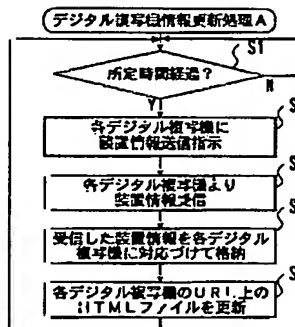 デジタル複写機情報更新処理A
S1
所定時間経過?
N
Y
S
各デジタル複写機に
装置情報送信指示
S
各デジタル複写機より
装置情報受信
S
受信した装置情報を各デジタル
複写機に対応づけて格納
S
各デジタル複写機のURL上の
HTMLファイルを更新